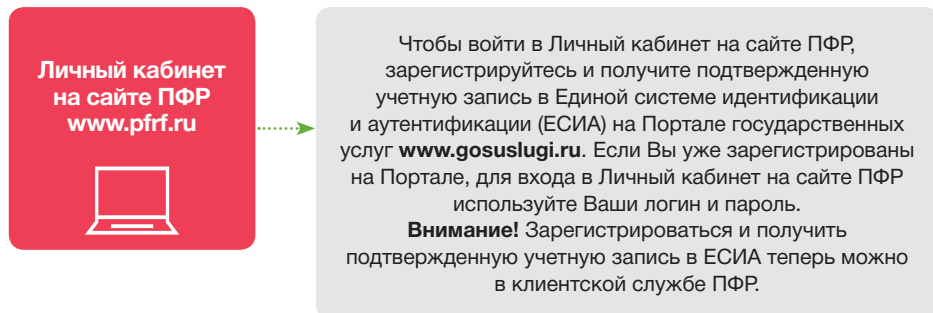 Личный кабинет
на сайте ПФР
www.pfrf.ru
Чтобы войти в Личный кабинет на сайте ПФР,
зарегистрируйтесь и получите подтвержденную
учетную запись в Единой системе идентификации
и аутентификации (ЕСИА) на Портале государственных
услуг www.gosuslugi.ru. Если Вы уже зарегистрированы
на Портале, для входа в Личный кабинет на сайте ПФР
используйте Ваши логин и пароль.
Внимание! Зарегистрироваться и получить
подтвержденную учетную запись в ЕСИА теперь можно
в клиентской службе ПФР.